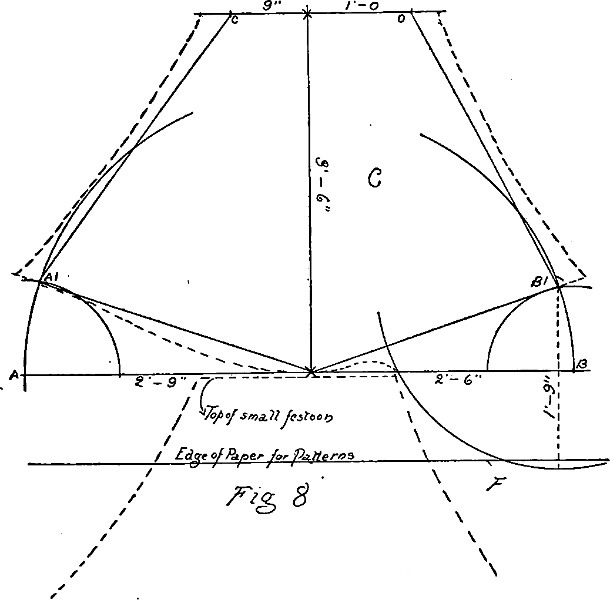 9" 1'-0
C D
3'-6"
C
A1 B1
A B
2'-9" 2'-6"
1'-9"
Top of small festoon
Edge of Paper for Patterns
F
Fig 8